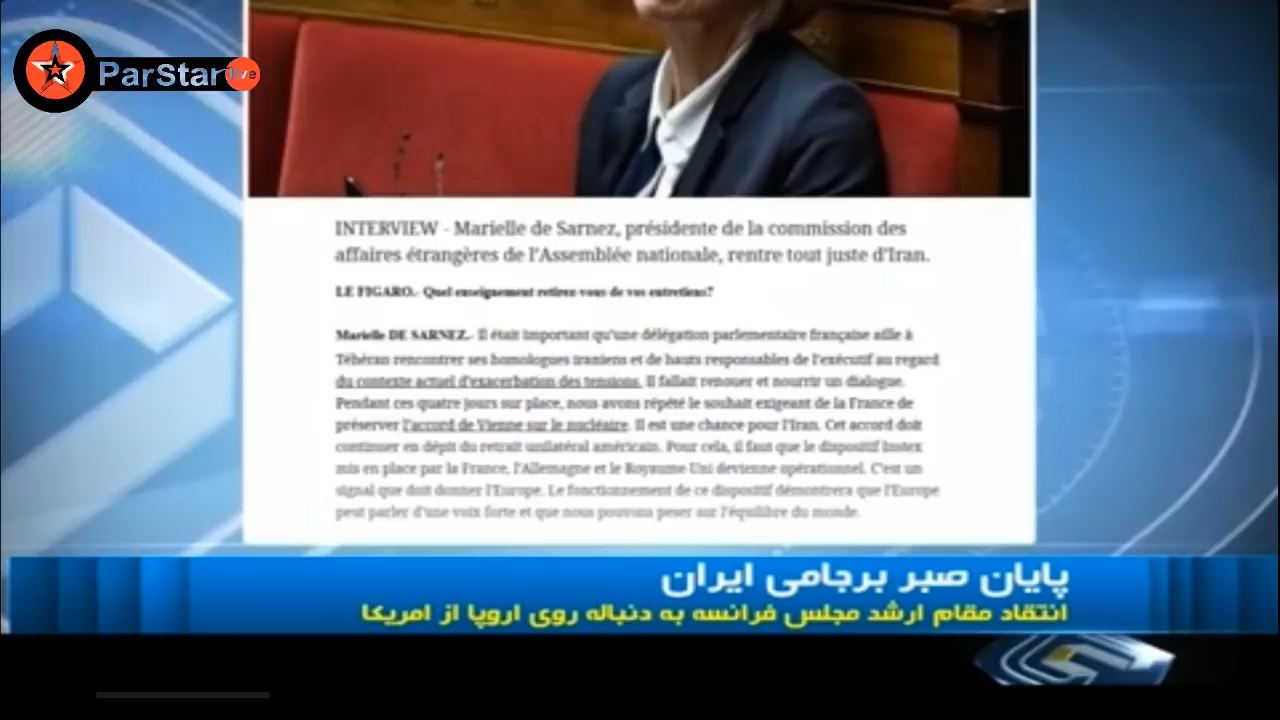 ParStar live
INTERVIEW - Marielle de Sarnez, présidente de la commission des
affaires étrangères de l'Assemblée nationale, rentre tout juste d'Iran.
LE FIGARO.- Quel enseignement retirez-vous de vos entretiens?
Marielle DE SARNEZ.- Il était important qu'une délégation parlementaire française aille à
Téhéran rencontrer ses homologues iraniens et de hauts responsables de l'exécutif au regard
du contexte actuel d'exacerbation des tensions. Il fallait renouer et nourrir un dialogue.
Pendant ces quatre jours sur place, nous avons répété le souhait exigeant de la France de
préserver l'accord de Vienne sur le nucléaire. Il est une chance pour l'Iran. Cet accord doit
continuer en dépit du retrait unilatéral américain. Pour cela, il faut que le dispositif Instex
mis en place par la France, l'Allemagne et le Royaume-Uni devienne opérationnel. C'est un
signal que doit donner l'Europe. Le fonctionnement de ce dispositif démontrera que l'Europe
peut parler d'une voix forte et que nous pouvons peser sur l'équilibre du monde.
پایان صبر برجامی ایران
انتقاد مقام ارشد مجلس فرانسه به دنباله روی اروپا از امریکا